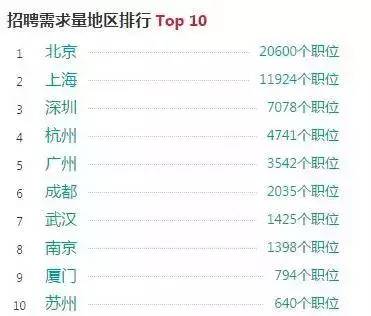 招聘需求量地区排行 Top 10
1 北京 20600个职位
2 上海 11924个职位
3 深圳 7078个职位
4 杭州 4741个职位
5 广州 3542个职位
6 成都 2035个职位
7 武汉 1425个职位
8 南京 1398个职位
9 厦门 794个职位
10 苏州 640个职位